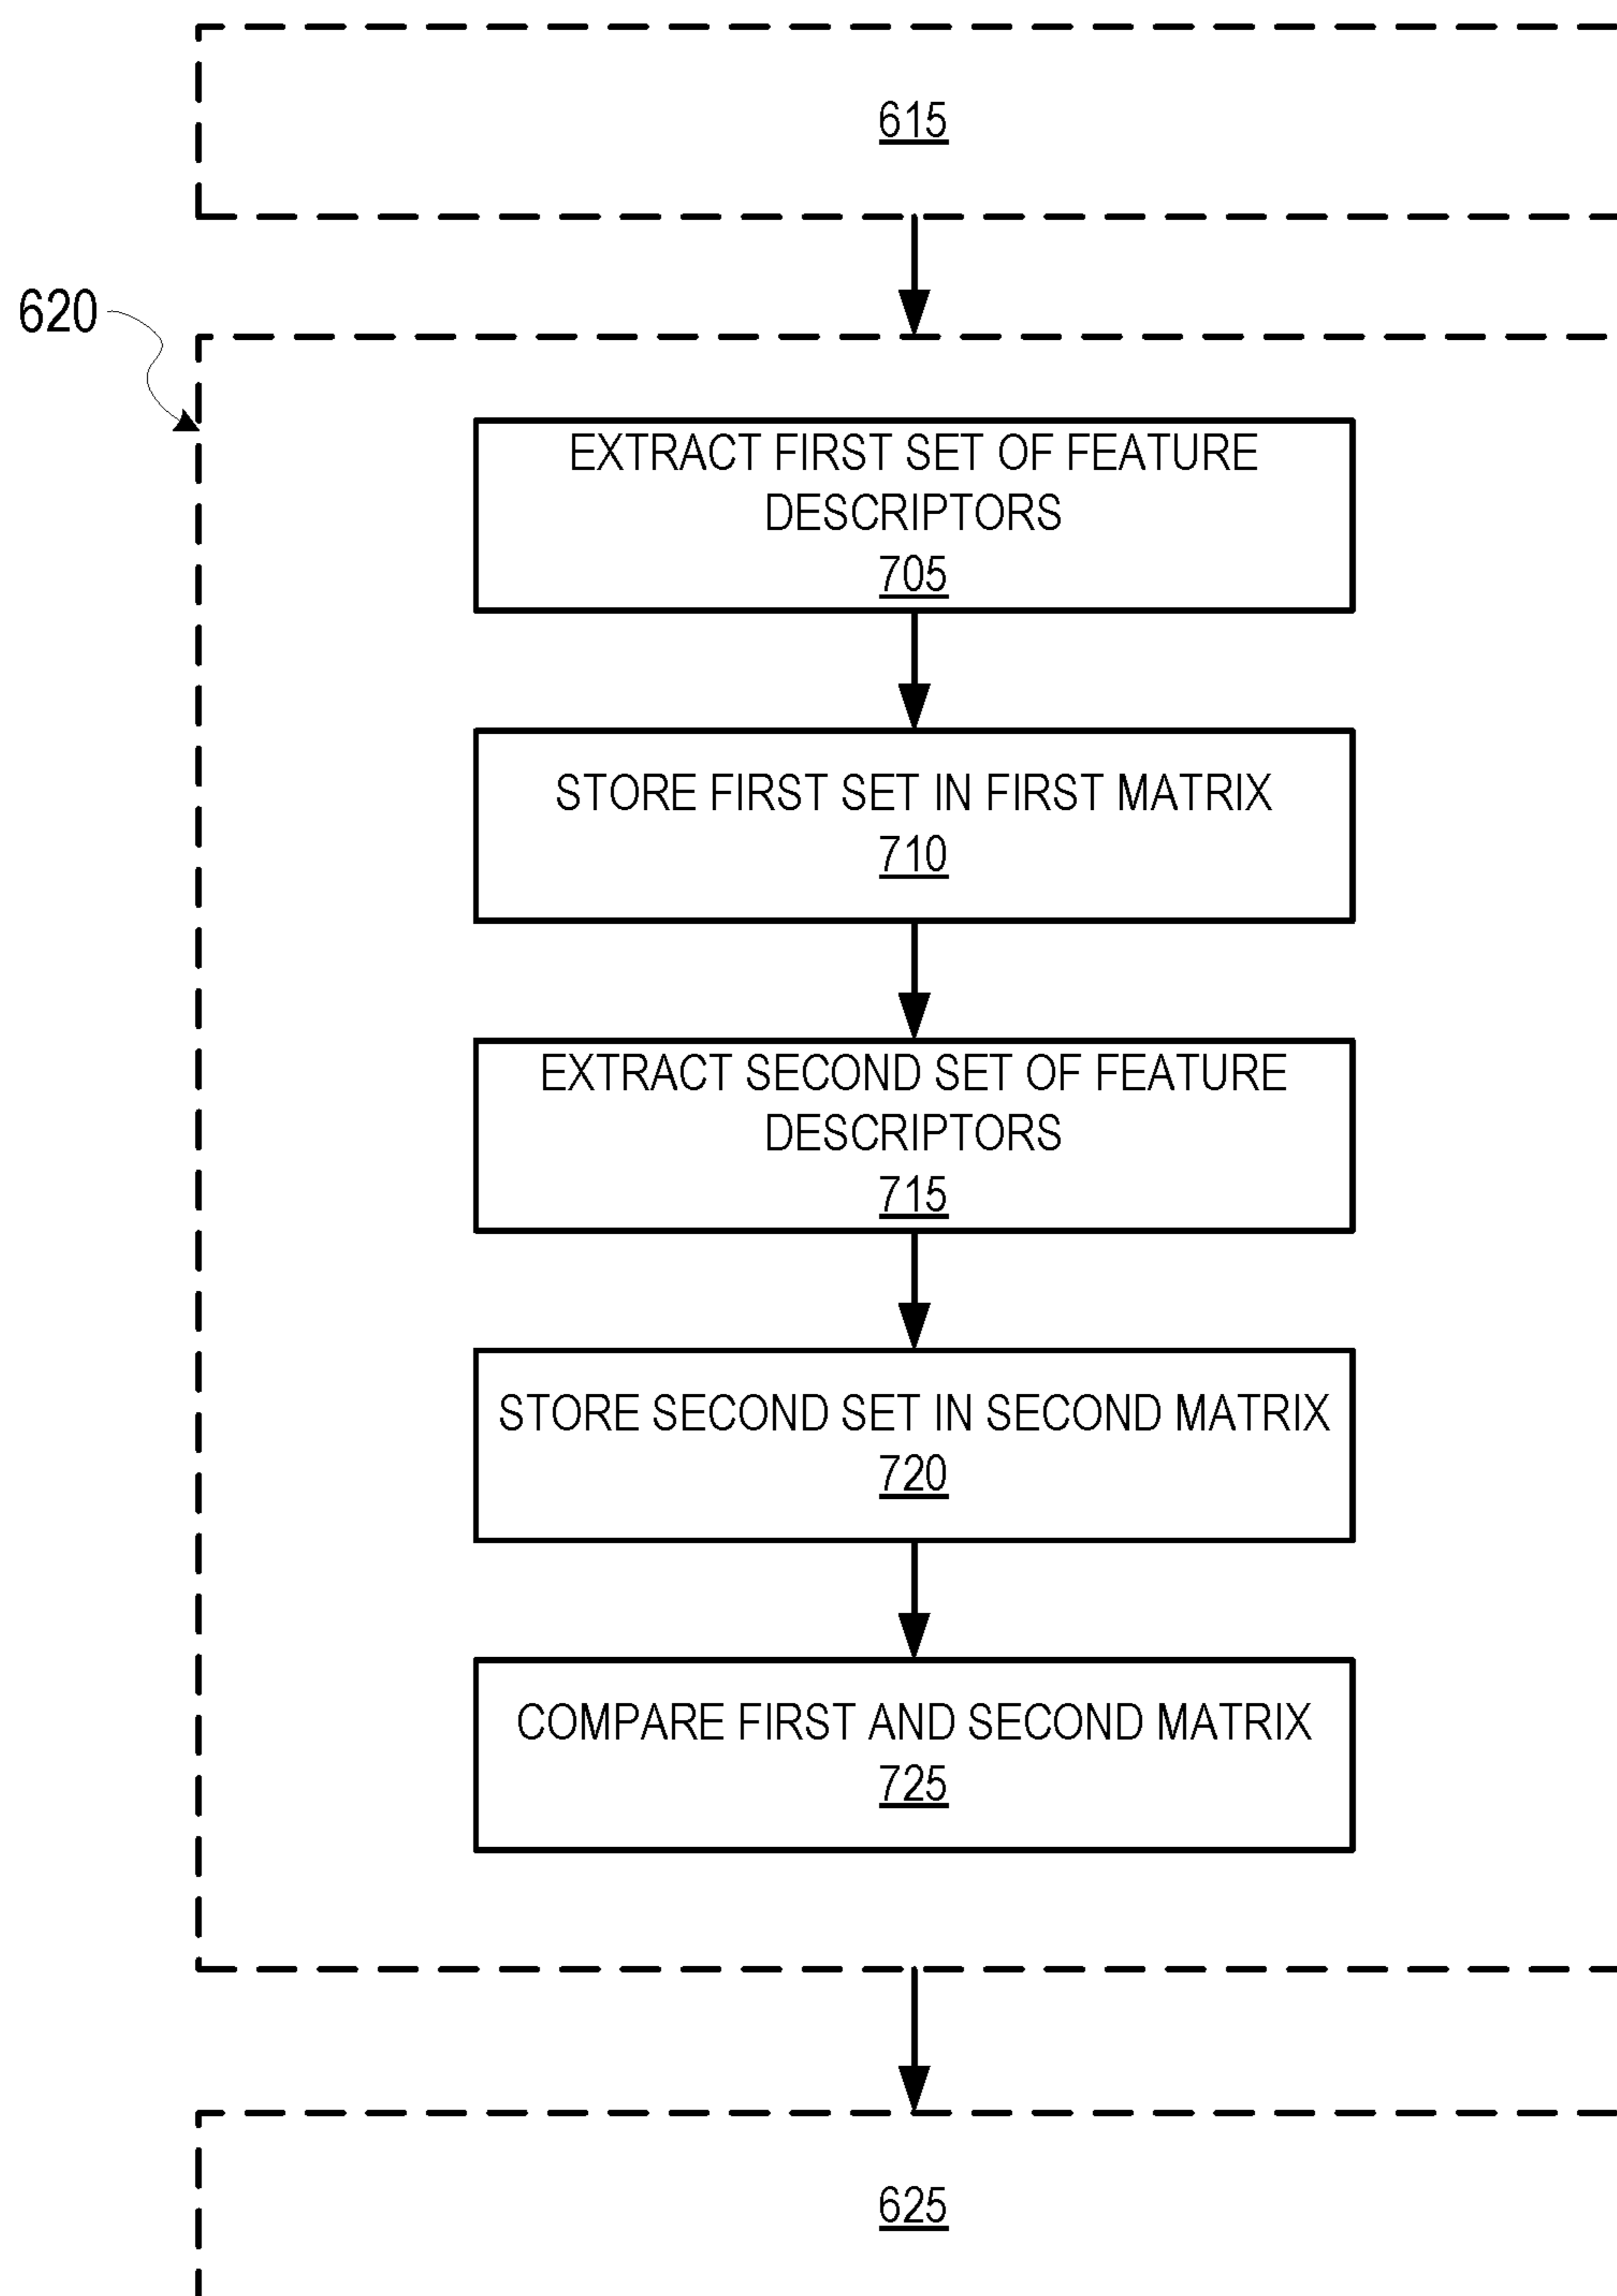 615
620
EXTRACT FIRST SET OF FEATURE
DESCRIPTORS
705
STORE FIRST SET IN FIRST MATRIX
710
EXTRACT SECOND SET OF FEATURE
DESCRIPTORS
715
STORE SECOND SET IN SECOND MATRIX
720
COMPARE FIRST AND SECOND MATRIX
725
625